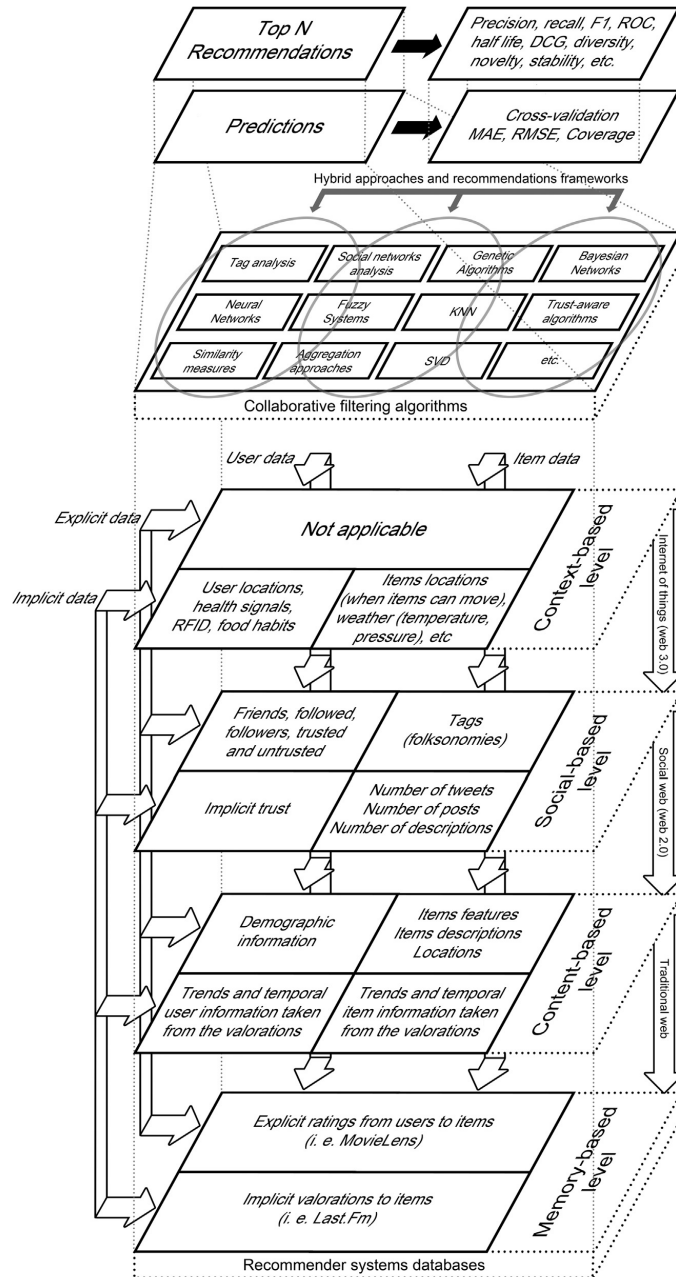 Top N
Recommendations
Precision, recall, F1, ROC,
half life, DCG, diversity,
novelty, stability, etc.
Predictions
Cross-validation
MAE, RMSE, Coverage
Hybrid approaches and recommendations frameworks
Tag analysis
Social networks
analysis
Genetic
Algorithms
Bayesian
Networks
Neural
Networks
Fuzzy
Systems
KNN
Trust-aware
algorithms
Similarity
measures
Aggregation
approaches
SVD
etc.
Collaborative filtering algorithms
User data
Item data
Explicit data
Implicit data
Not applicable
User locations,
health signals,
RFID, food habits
Items locations
(when items can move),
weather (temperature,
pressure), etc
Context-based
level
Internet of things (web 3.0)
Friends, followed,
followers, trusted
and untrusted
Tags
(folksonomies)
Implicit trust
Number of tweets
Number of posts
Number of descriptions
Social-based
level
Social web (web 2.0)
Demographic
information
Items features
Items descriptions
Locations
Trends and temporal
user information taken
from the valorations
Trends and temporal
item information taken
from the valorations
Content-based
level
Traditional web
Explicit ratings from users to items
(i. e. MovieLens)
Implicit valorations to items
(i. e. Last.Fm)
Memory-based
level
Recommender systems databases